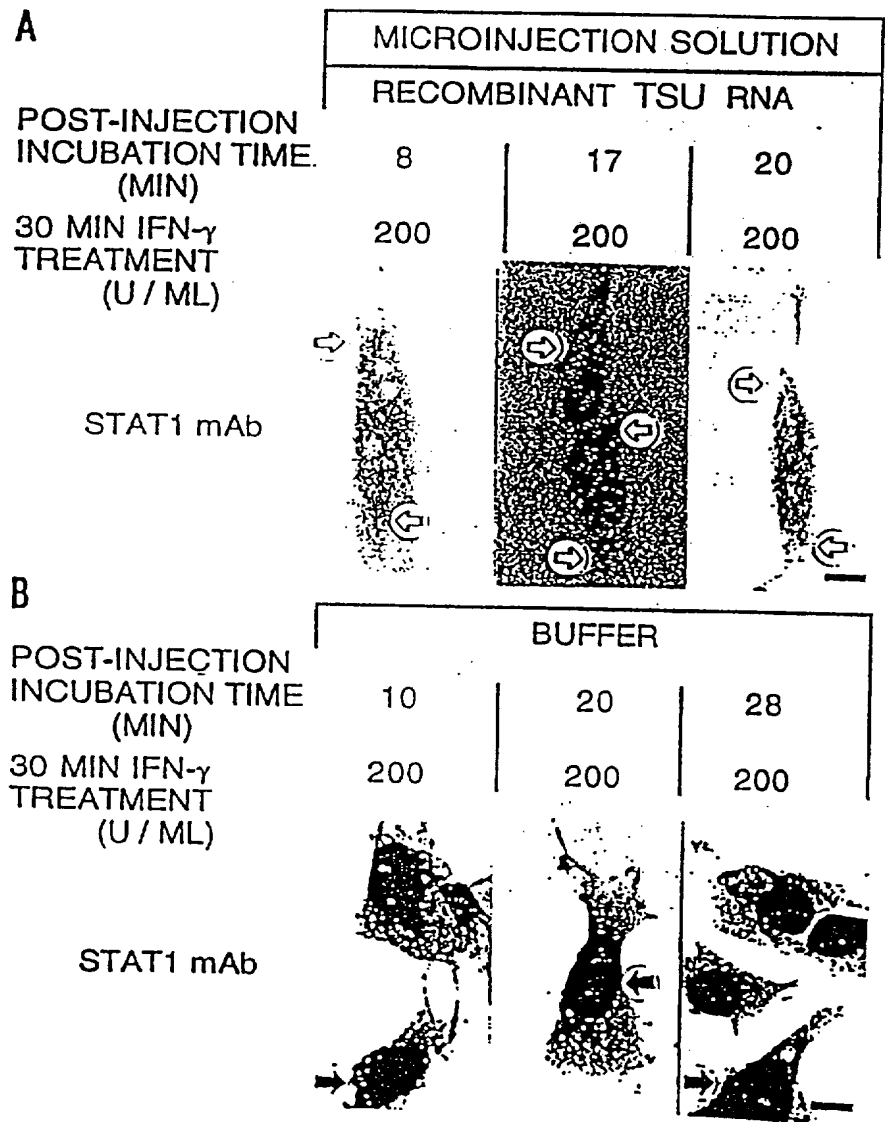 A
MICROINJECTION SOLUTION
RECOMBINANT TSU RNA
POST-INJECTION
INCUBATION TIME.
(MIN)
8 17 20
30 MIN IFN-γ
TREATMENT
(U / ML)
200 200 200
STAT1 mAb
B
BUFFER
POST-INJECTION
INCUBATION TIME
(MIN)
10 20 28
30 MIN IFN-γ
TREATMENT
(U / ML)
200 200 200
STAT1 mAb